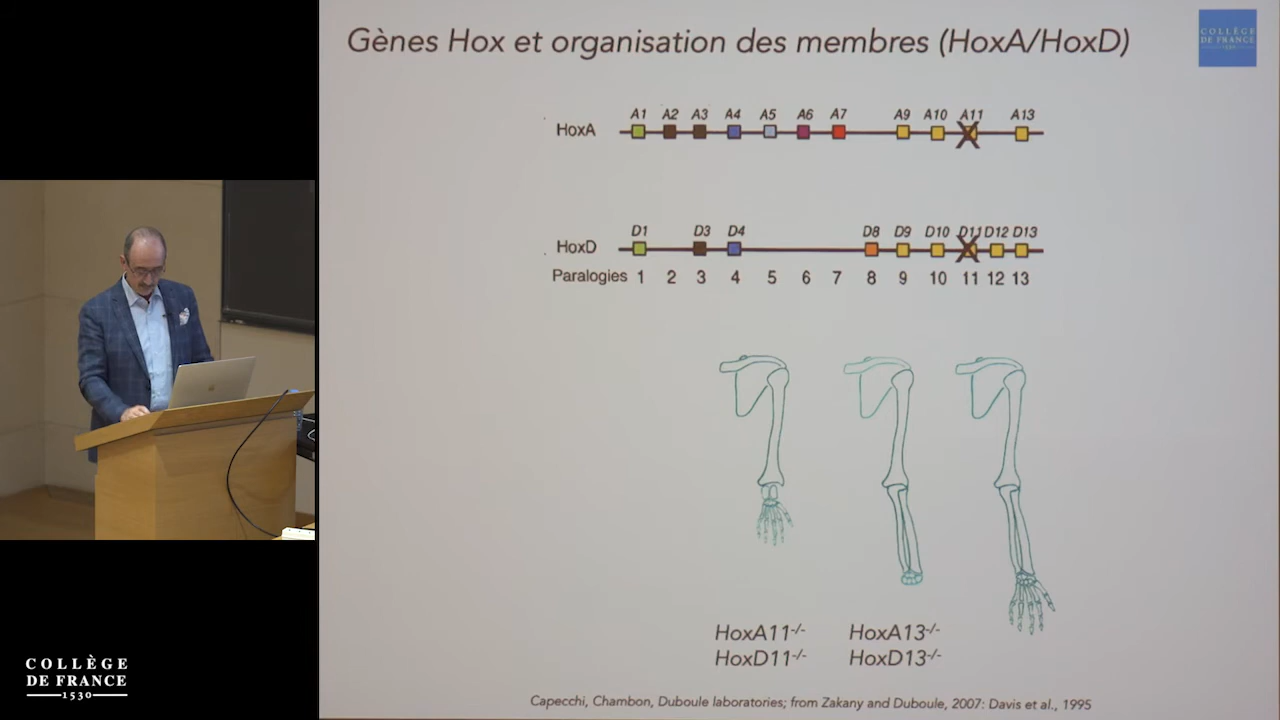 Gènes Hox et organisation des membres (HoxA/HoxD)
COLLÈGE
DE FRANCE
1530
A1 A2 A3 A4 A5 A6 A7 A9 A10 A11 A13
HoxA
D1 D3 D4 D8 D9 D10 D11 D12 D13
HoxD
Paralogies 1 2 3 4 5 6 7 8 9 10 11 12 13
HoxA11-/- HoxA13-/-
HoxD11-/- HoxD13-/-
Capecchi, Chambon, Duboule laboratories; from Zakany and Duboule, 2007: Davis et al., 1995
COLLÈGE
DE FRANCE
1530